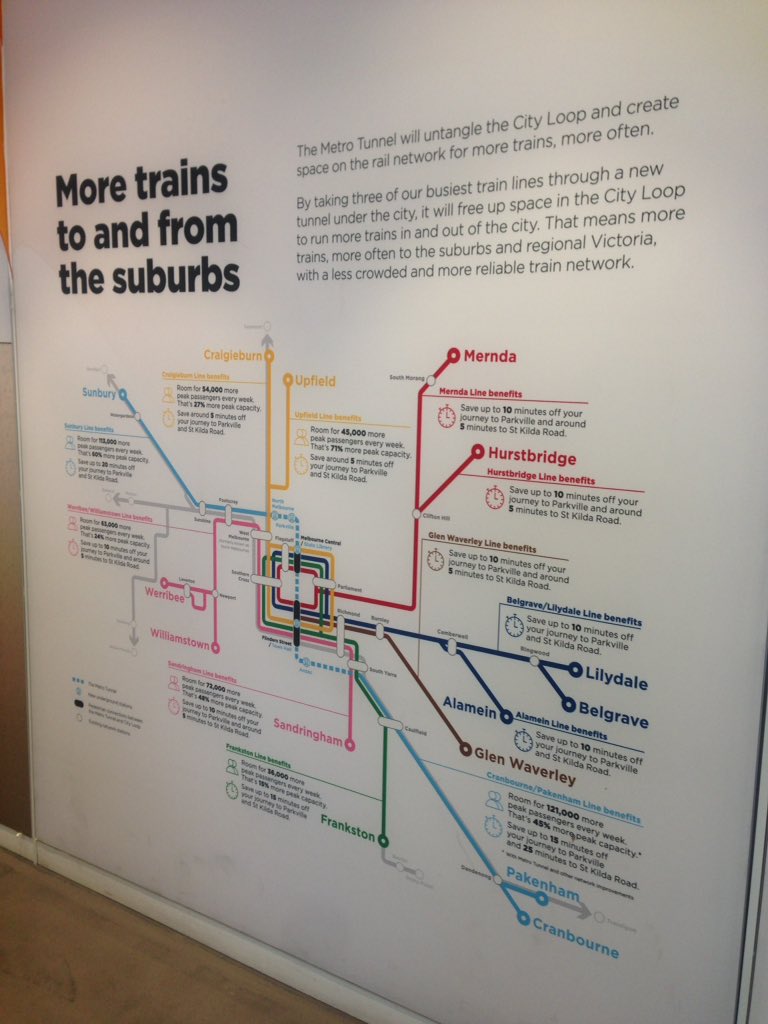 More trains
to and from
the suburbs
The Metro Tunnel will untangle the City Loop and create
space on the rail network for more trains, more often.
By taking three of our busiest train lines through a new
tunnel under the city, it will free up space in the City Loop
to run more trains in and out of the city. That means more
trains, more often to the suburbs and regional Victoria,
with a less crowded and more reliable train network.
Craigieburn
Craigieburn Line benefits
Room for 54,000 more
peak passengers every week.
That's 27% more peak capacity.
Save around 5 minutes off
your journey to Parkville
and St Kilda Road.
Upfield
Upfield Line benefits
Room for 45,000 more
peak passengers every week.
That's 71% more peak capacity.
Save around 5 minutes off
your journey to Parkville
and St Kilda Road.
Mernda
South Morang
Mernda Line benefits
Save up to 10 minutes off your
journey to Parkville and around
5 minutes to St Kilda Road.
Hurstbridge
Hurstbridge Line benefits
Save up to 10 minutes off your
journey to Parkville and around
5 minutes to St Kilda Road.
Clifton Hill
Sunbury
Watergardens
Sunbury Line benefits
Room for 113,000 more
peak passengers every week.
That's 60% more peak capacity.
Save up to 20 minutes off
your journey to Parkville
and St Kilda Road.
Sunshine
Footscray
North
Melbourne
Parkville
West
Melbourne
Flagstaff
Melbourne Central
State Library
Southern
Cross
Parliament
Flinders Street
Town Hall
Anzac
Richmond
Burnley
South Yarra
Caulfield
Werribee/Williamstown Line benefits
Room for 63,000 more
peak passengers every week.
That's 24% more peak capacity.
Save up to 10 minutes off your
journey to Parkville and around
5 minutes to St Kilda Road.
Laverton
Newport
Werribee
Williamstown
Glen Waverley Line benefits
Save up to 10 minutes off your
journey to Parkville and around
5 minutes to St Kilda Road.
Belgrave/Lilydale Line benefits
Save up to 10 minutes off
your journey to Parkville
and St Kilda Road.
Camberwell
Ringwood
Lilydale
Belgrave
Alamein
Alamein Line benefits
Save up to 10 minutes off
your journey to Parkville
and St Kilda Road.
Glen Waverley
Sandringham Line benefits
Room for 72,000 more
peak passengers every week.
That's 48% more peak capacity.
Save up to 10 minutes off your
journey to Parkville and around
5 minutes to St Kilda Road.
Sandringham
The Metro Tunnel
New underground stations
Pedestrian connections between
the Metro Tunnel and City Loop
Frankston Line benefits
Room for 36,000 more
peak passengers every week.
That's 15% more peak capacity.
Save up to 15 minutes off
your journey to Parkville
and St Kilda Road.
Frankston
Cranbourne/Pakenham Line benefits
Room for 121,000 more
peak passengers every week.
That's 45% more peak capacity.*
Save up to 15 minutes off
your journey to Parkville
and 25 minutes to St Kilda Road.
* With Metro Tunnel and other network improvements
Dandenong
Pakenham
Cranbourne